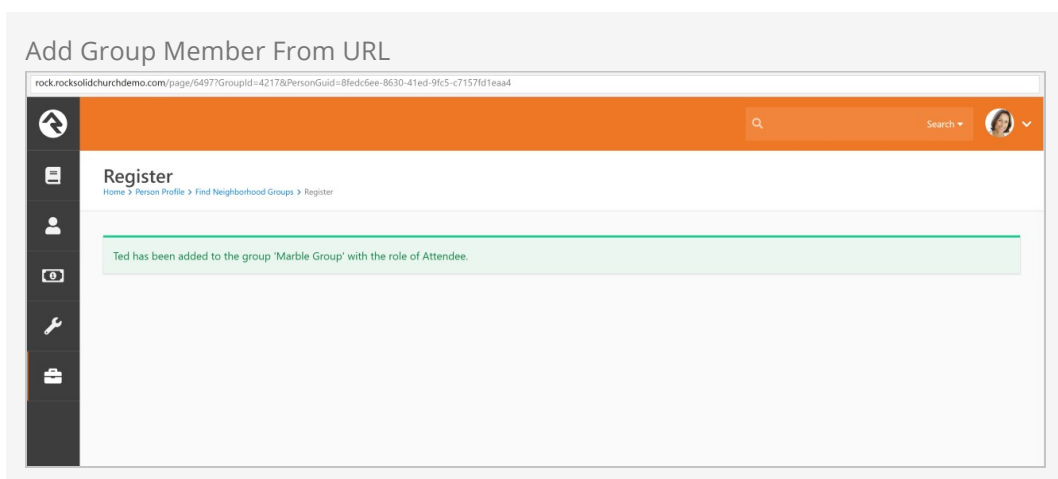 Add Group Member From URL
rock.rocksolidchurchdemo.com/page/6497?GroupId=4217&PersonGuid=8fedc6ee-8630-41ed-9fc5-c7157fd1eaa4
Search
Register
Home > Person Profile > Find Neighborhood Groups > Register
Ted has been added to the group 'Marble Group' with the role of Attendee.